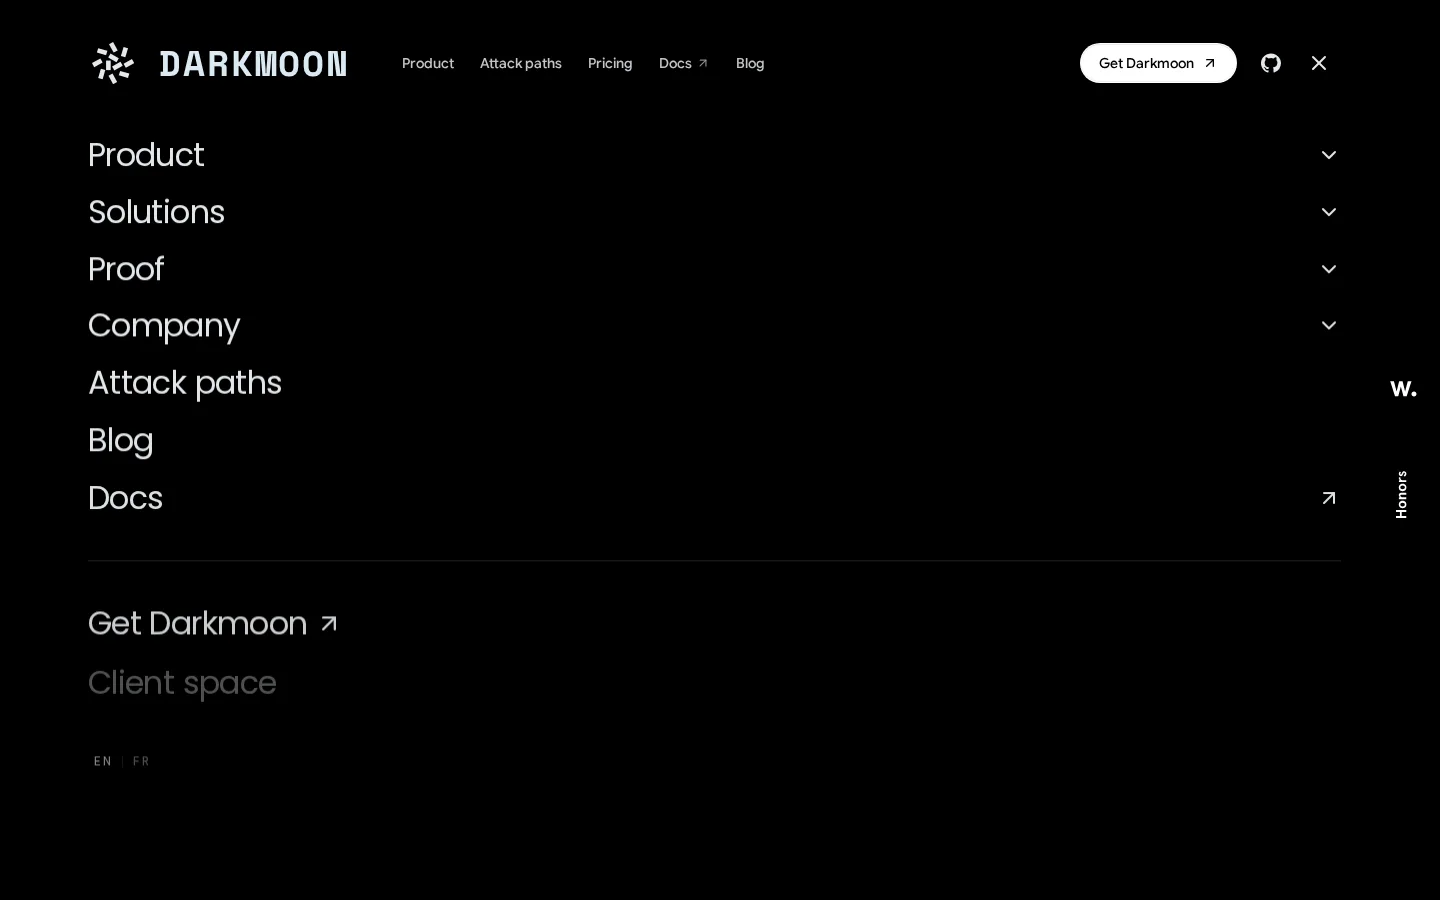 DARKMOON Product Attack paths Pricing Docs Blog Get Darkmoon
Product
Solutions
Proof
Company
Attack paths
W.
Blog
Docs
Honors
Get Darkmoon
Client space
EN | FR